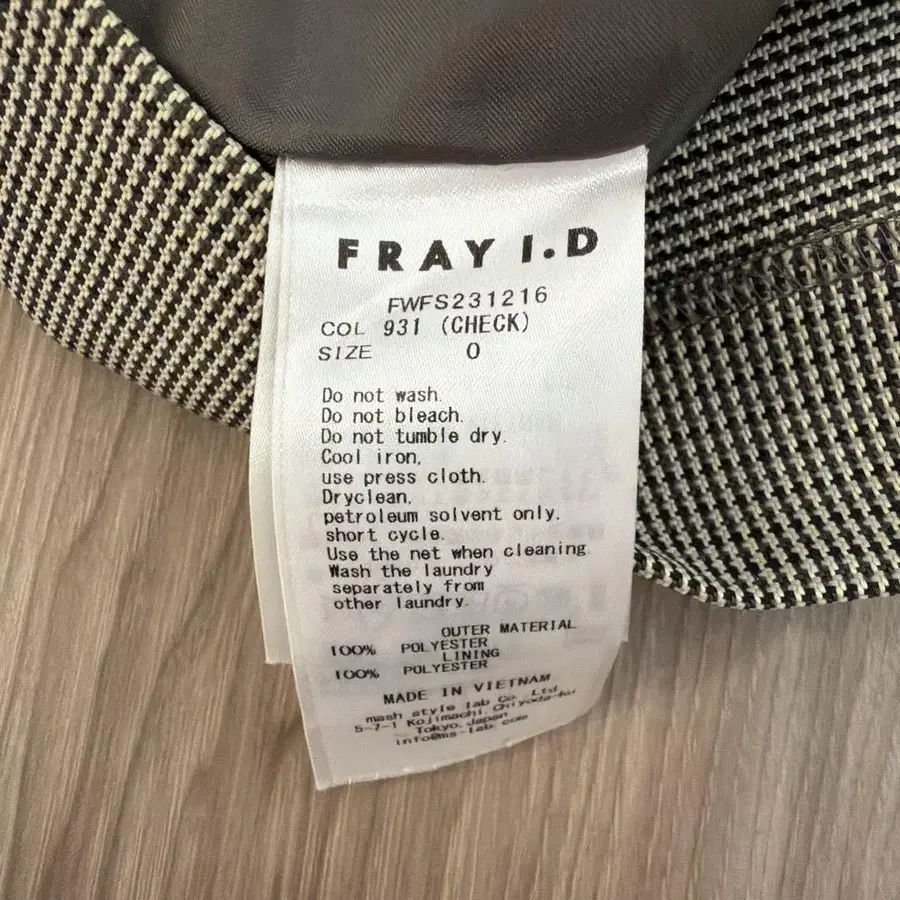 FRAY I.D
FWFS231216
COL 931 (CHECK)
SIZE 0
Do not wash.
Do not bleach.
Do not tumble dry.
Cool iron,
use press cloth.
Dryclean,
petroleum solvent only.
short cycle.
Use the net when cleaning.
Wash the laundry
separately from
other laundry.
OUTER MATERIAL
100% POLYESTER
LINING
100% POLYESTER
MADE IN VIETNAM
mash style lab Co.,Ltd.
5-7-1 Kojimachi, Chiyoda-ku
Tokyo, Japan
info@ms-lab.com